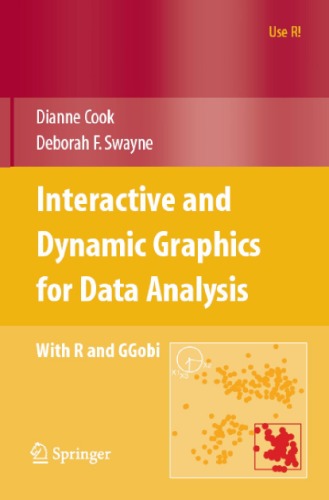 Use R!
Dianne Cook
Deborah F. Swayne
Interactive and
Dynamic Graphics
for Data Analysis
With R and GGobi
Springer